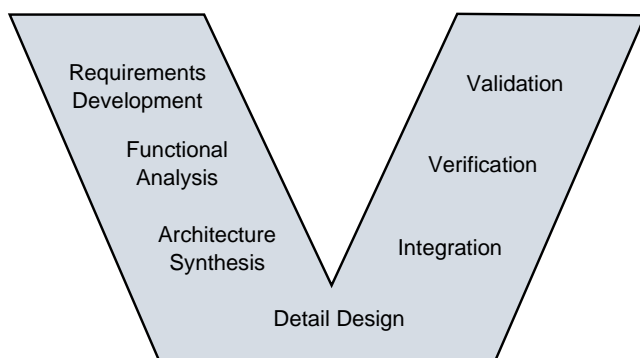 Requirements
Development
Functional
Analysis
Architecture
Synthesis
Detail Design
Integration
Verification
Validation